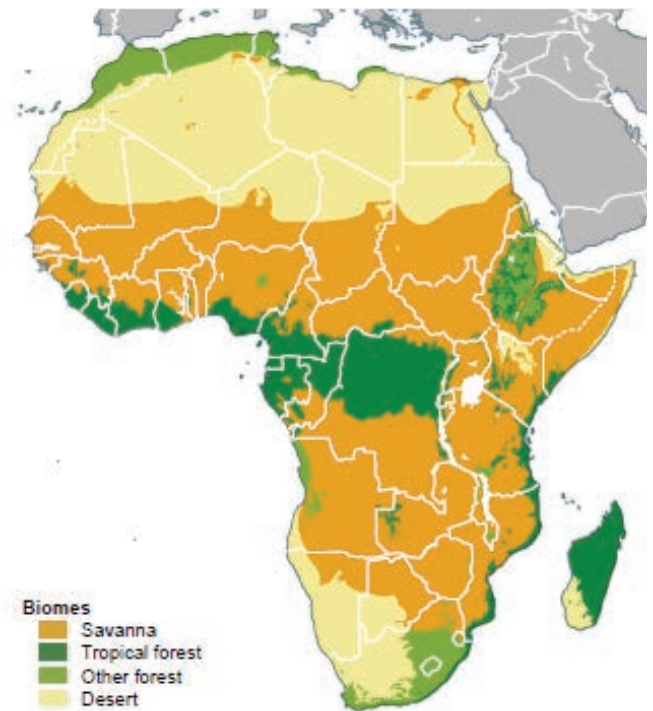 Biomes
Savanna
Tropical forest
Other forest
Desert